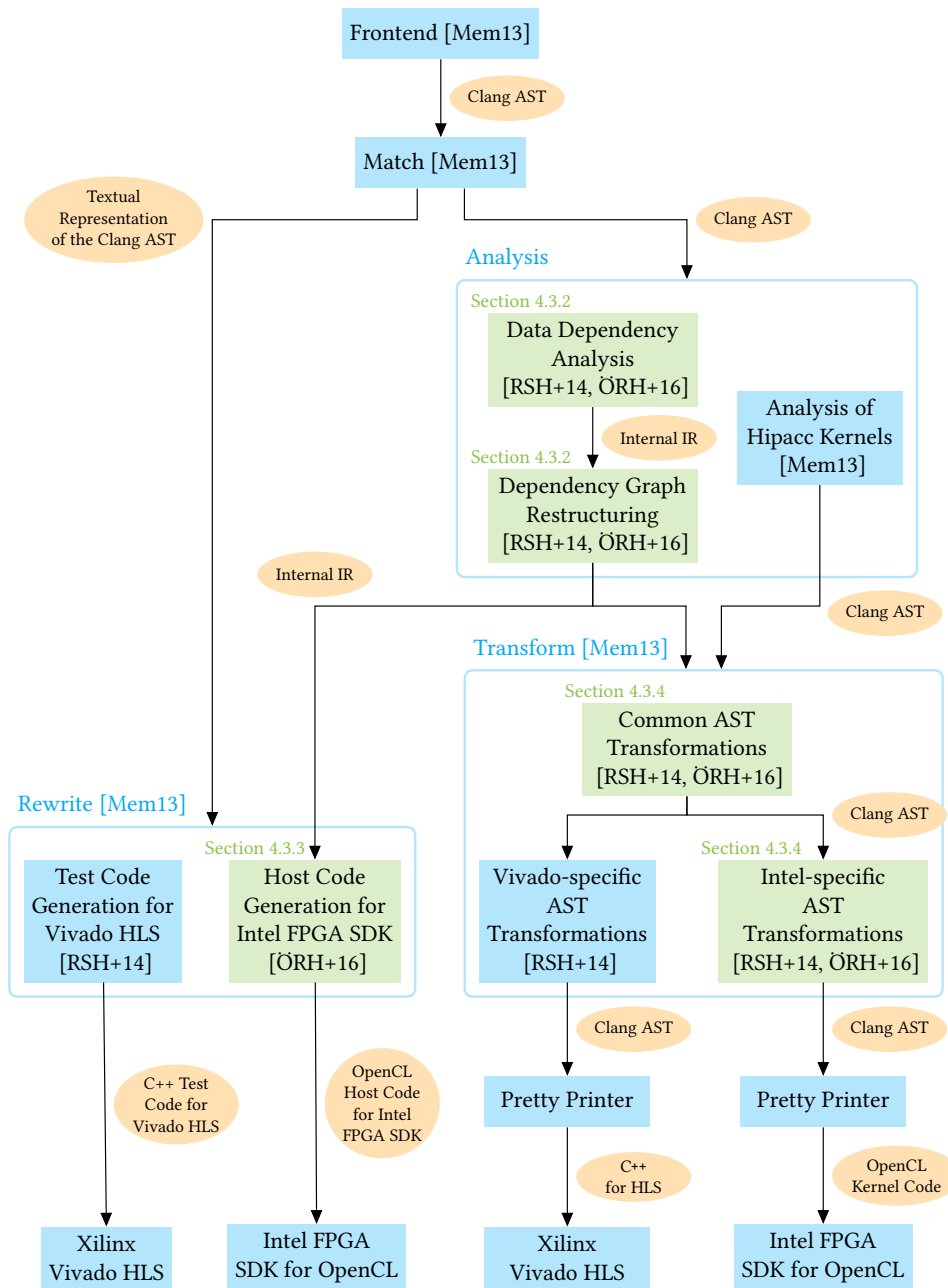 Frontend [Mem13]
Clang AST
Match [Mem13]
Textual
Representation
of the Clang AST
Clang AST
Analysis
Section 4.3.2
Data Dependency
Analysis
[RSH+14, ÖRH+16]
Analysis of
Hipacc Kernels
[Mem13]
Internal IR
Section 4.3.2
Dependency Graph
Restructuring
[RSH+14, ÖRH+16]
Internal IR
Clang AST
Transform [Mem13]
Section 4.3.4
Common AST
Transformations
[RSH+14, ÖRH+16]
Rewrite [Mem13]
Clang AST
Section 4.3.3
Section 4.3.4
Test Code
Generation for
Vivado HLS
[RSH+14]
Host Code
Generation for
Intel FPGA SDK
[ÖRH+16]
Vivado-specific
AST
Transformations
[RSH+14]
Intel-specific
AST
Transformations
[RSH+14, ÖRH+16]
Clang AST
Clang AST
C++ Test
Code for
Vivado HLS
OpenCL
Host Code
for Intel
FPGA SDK
Pretty Printer
Pretty Printer
C++
for HLS
OpenCL
Kernel Code
Xilinx
Vivado HLS
Intel FPGA
SDK for OpenCL
Xilinx
Vivado HLS
Intel FPGA
SDK for OpenCL